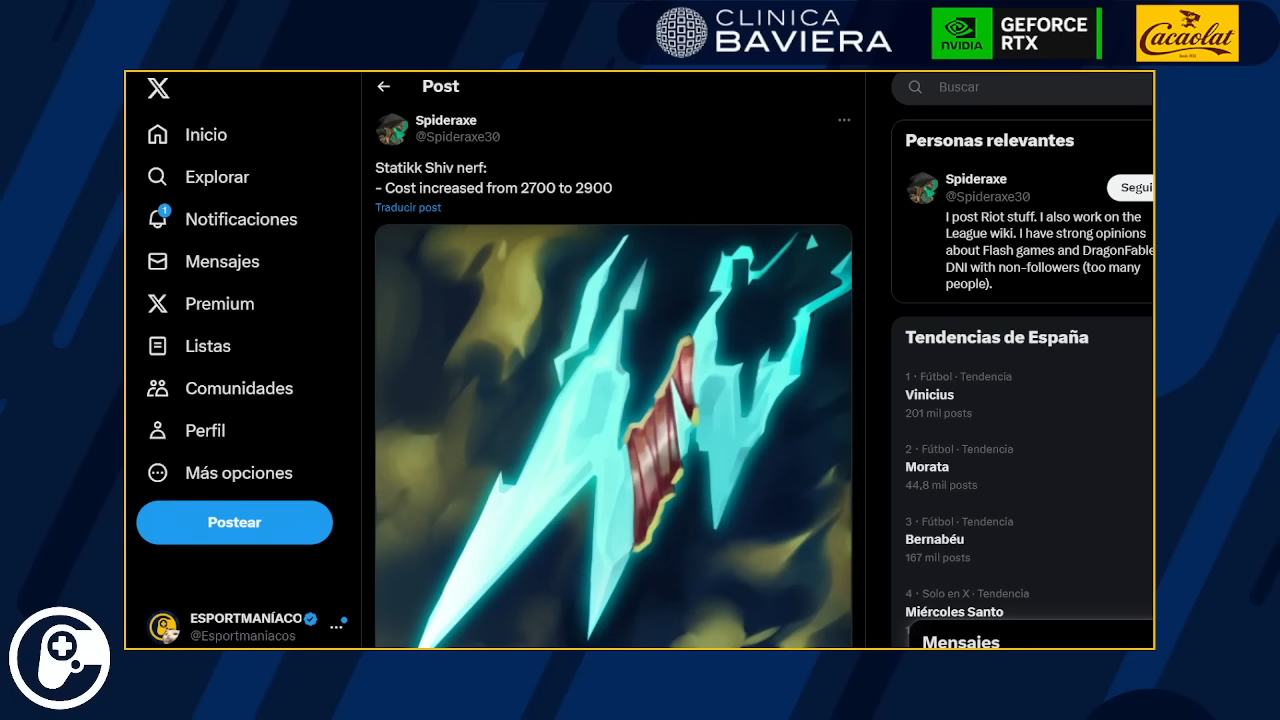 CLINICA
BAVIERA
NVIDIA
GEFORCE
RTX
Cacaolat
Inicio
Explorar
1
Notificaciones
Mensajes
Premium
Listas
Comunidades
Perfil
Más opciones
Postear
ESPORTMANÍACO
@Esportmaniacos
Post
Spideraxe
@Spideraxe30
Statikk Shiv nerf:
- Cost increased from 2700 to 2900
Traducir post
Buscar
Personas relevantes
Spideraxe
@Spideraxe30
Segui
I post Riot stuff. I also work on the
League wiki. I have strong opinions
about Flash games and DragonFable
DNI with non-followers (too many
people).
Tendencias de España
1 · Fútbol · Tendencia
Vinicius
201 mil posts
2 · Fútbol · Tendencia
Morata
44,8 mil posts
3 · Fútbol · Tendencia
Bernabéu
167 mil posts
4 · Solo en X · Tendencia
Miércoles Santo
Mensajes